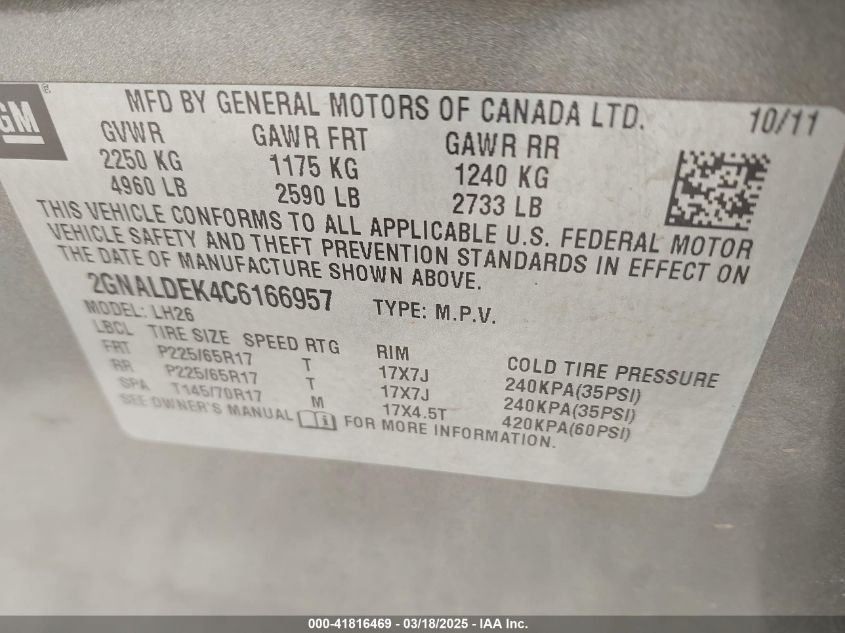 GM
MFD BY GENERAL MOTORS OF CANADA LTD. 10/11
GVWR GAWR FRT GAWR RR
2250 KG 1175 KG 1240 KG
4960 LB 2590 LB 2733 LB
THIS VEHICLE CONFORMS TO ALL APPLICABLE U.S. FEDERAL MOTOR
VEHICLE SAFETY AND THEFT PREVENTION STANDARDS IN EFFECT ON
THE DATE OF MANUFACTURE SHOWN ABOVE.
2GNALDEK4C6166957 TYPE: M.P.V.
MODEL: LH26
LBCL TIRE SIZE SPEED RTG RIM COLD TIRE PRESSURE
FRT P225/65R17 T 17X7J 240KPA(35PSI)
RR P225/65R17 T 17X7J 240KPA(35PSI)
SPA T145/70R17 M 17X4.5T 420KPA(60PSI)
SEE OWNER'S MANUAL FOR MORE INFORMATION.
000-41816469 - 03/18/2025 - IAA Inc.